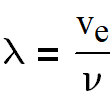 λ = vₑ / ν